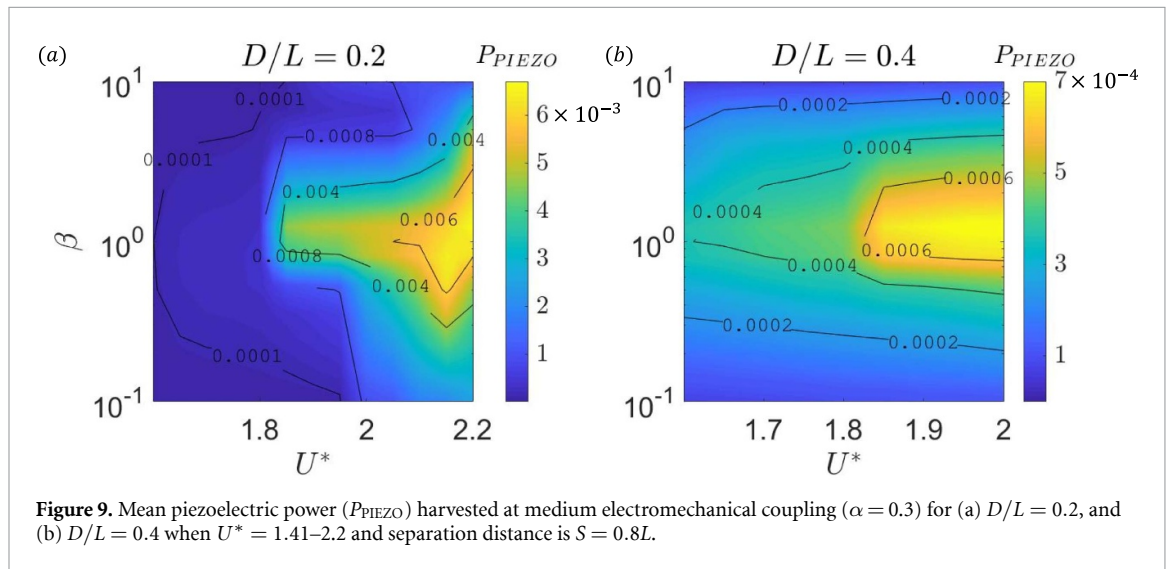 (a) D/L = 0.2 P_PIEZO (b) D/L = 0.4 P_PIEZO
10^1 0.0001 0.0008 0.004 6 × 10^-3 10^1 0.0002 0.0002 7 × 10^-4
0.0001 0.004 5 0.0004 0.0006 5
β 10^0 0.006 4 10^0 0.0004 0.0006
0.0008 0.004 3 0.0004 3
0.0001 2 0.0002 0.0002
1 1
10^-1 10^-1
1.8 2 2.2 1.7 1.8 1.9 2
U* U*
Figure 9. Mean piezoelectric power (P_PIEZO) harvested at medium electromechanical coupling (α = 0.3) for (a) D/L = 0.2, and
(b) D/L = 0.4 when U* = 1.41–2.2 and separation distance is S = 0.8L.